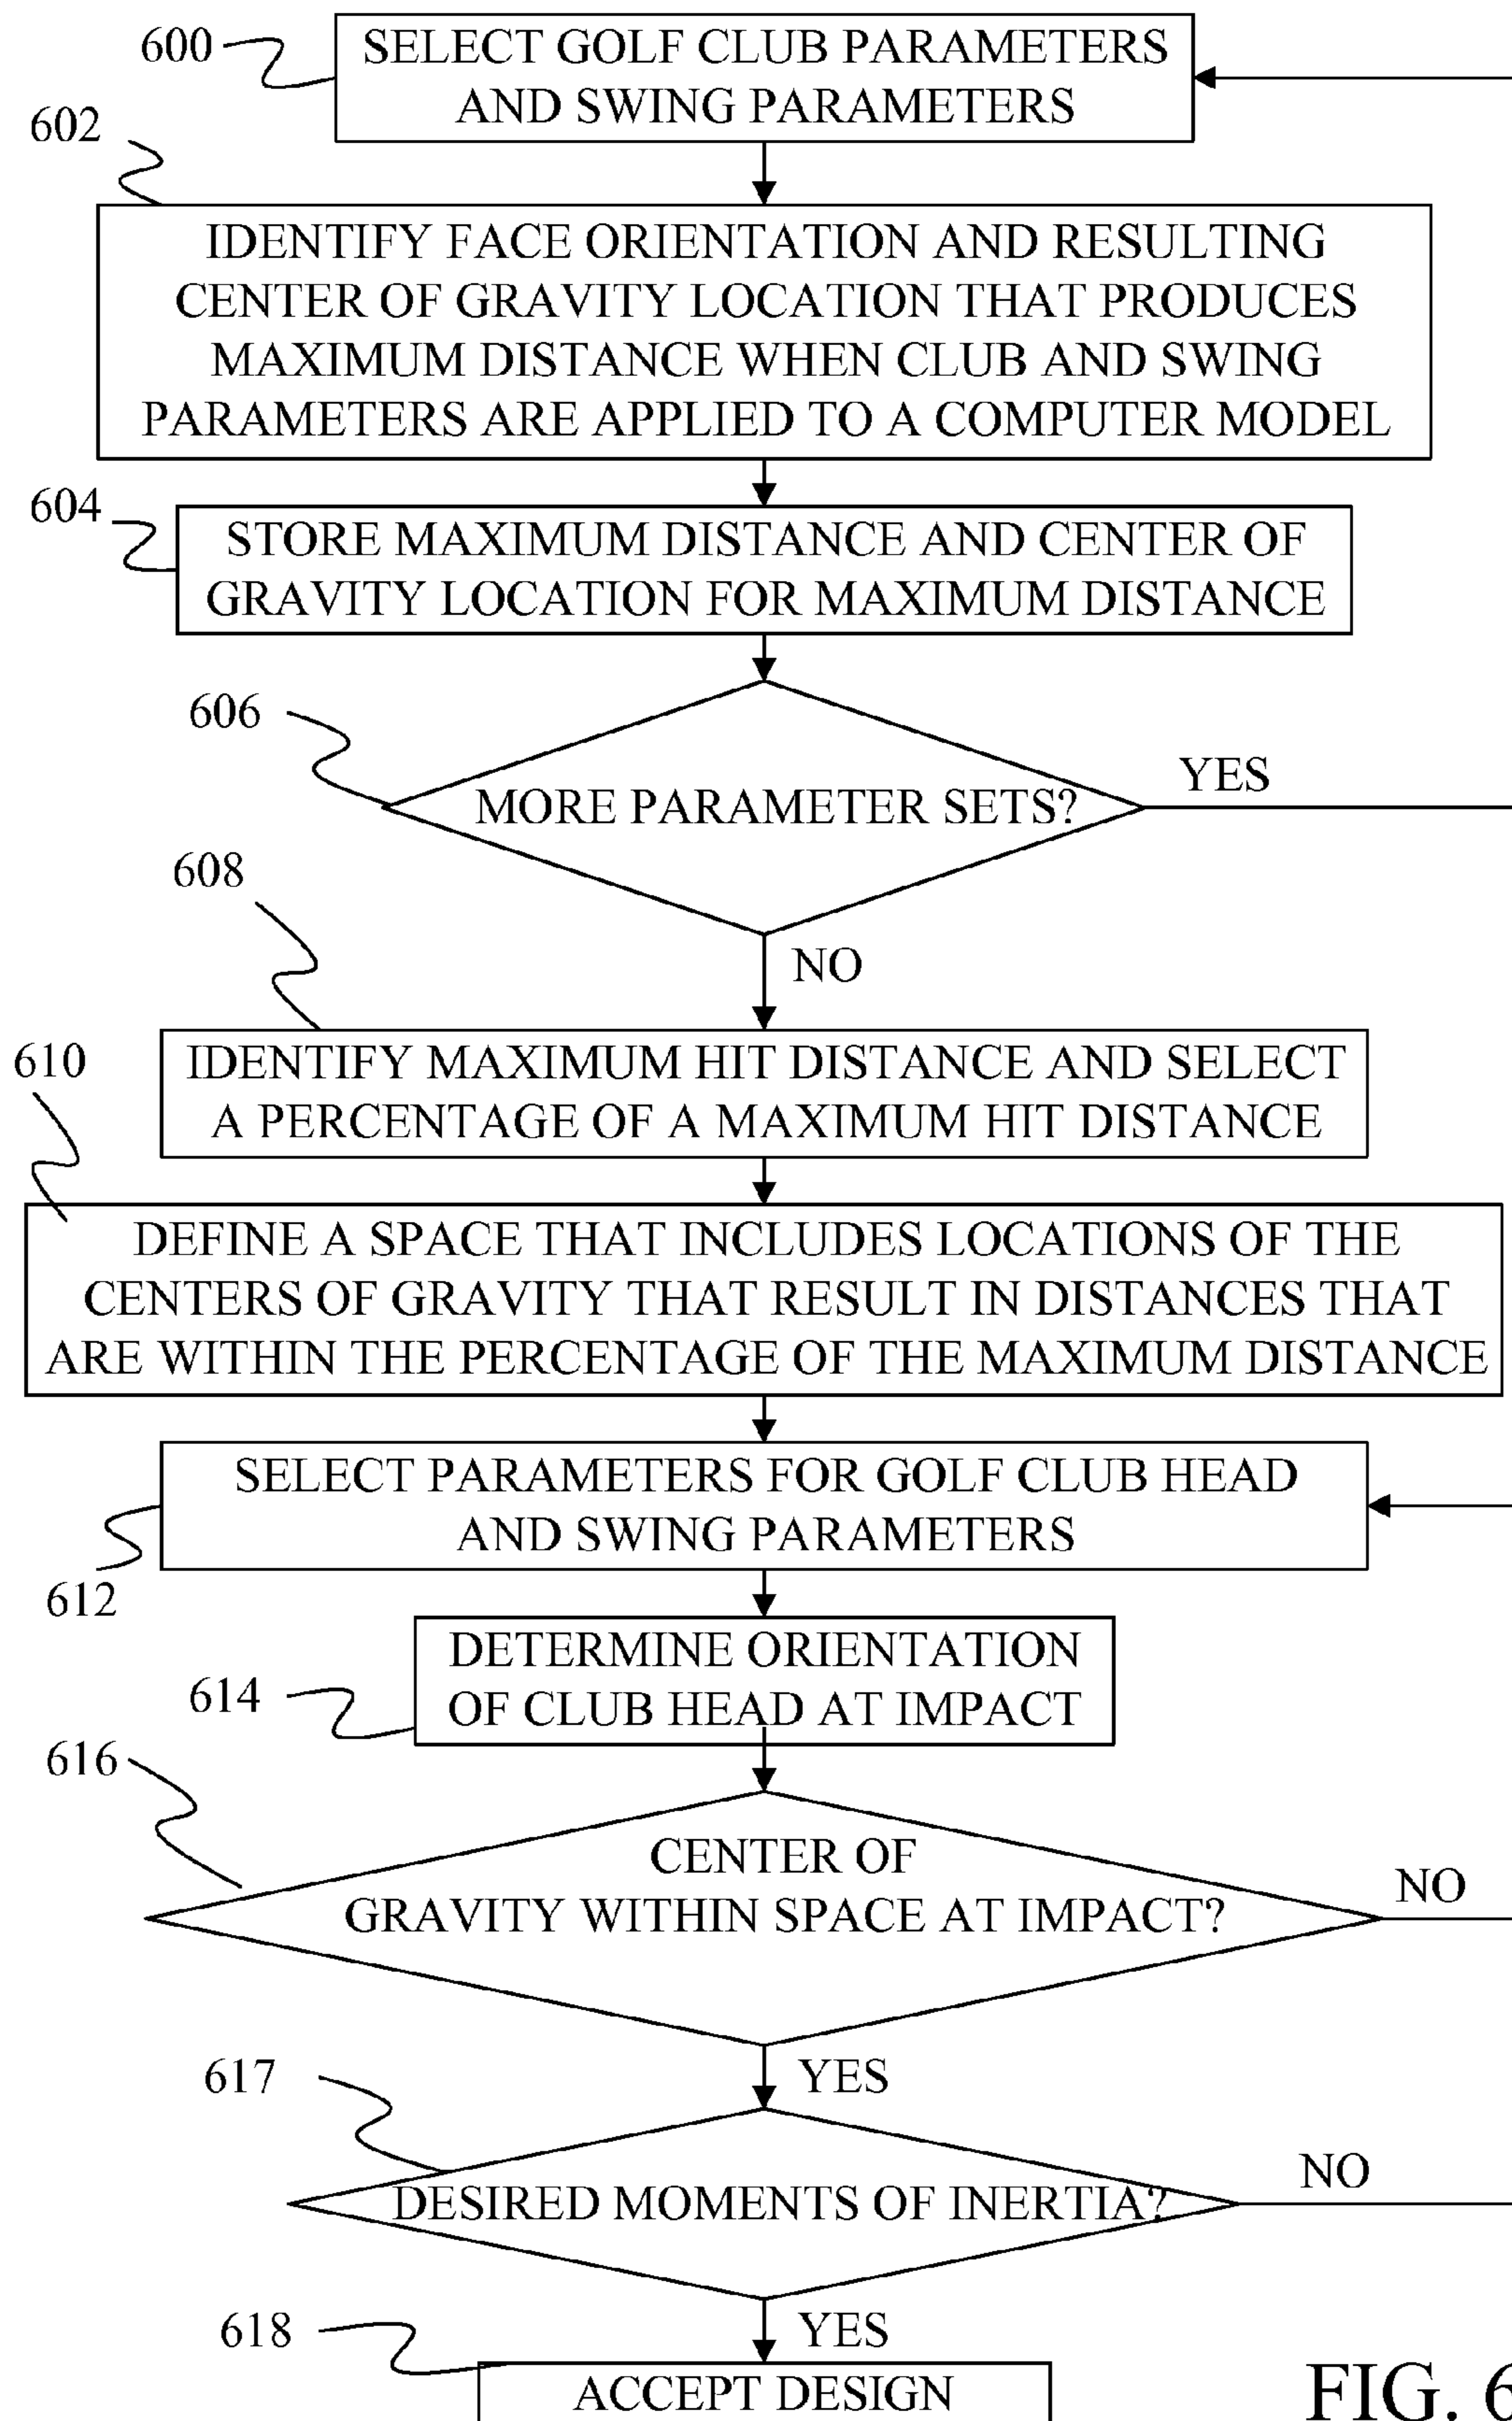 600
SELECT GOLF CLUB PARAMETERS
AND SWING PARAMETERS
602
IDENTIFY FACE ORIENTATION AND RESULTING
CENTER OF GRAVITY LOCATION THAT PRODUCES
MAXIMUM DISTANCE WHEN CLUB AND SWING
PARAMETERS ARE APPLIED TO A COMPUTER MODEL
604
STORE MAXIMUM DISTANCE AND CENTER OF
GRAVITY LOCATION FOR MAXIMUM DISTANCE
606
MORE PARAMETER SETS?
YES
608
NO
610
IDENTIFY MAXIMUM HIT DISTANCE AND SELECT
A PERCENTAGE OF A MAXIMUM HIT DISTANCE
DEFINE A SPACE THAT INCLUDES LOCATIONS OF THE
CENTERS OF GRAVITY THAT RESULT IN DISTANCES THAT
ARE WITHIN THE PERCENTAGE OF THE MAXIMUM DISTANCE
SELECT PARAMETERS FOR GOLF CLUB HEAD
AND SWING PARAMETERS
612
DETERMINE ORIENTATION
OF CLUB HEAD AT IMPACT
614
616
CENTER OF
GRAVITY WITHIN SPACE AT IMPACT?
NO
YES
617
DESIRED MOMENTS OF INERTIA?
NO
YES
618
ACCEPT DESIGN
FIG. 6